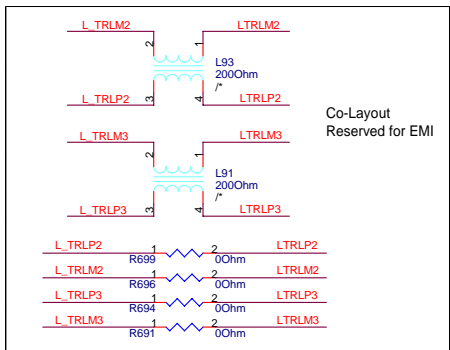 L_TRLM2 LTRLM2
2 1
L93
200Ohm
/*
3 4
L_TRLP2 LTRLP2
Co-Layout
Reserved for EMI
L_TRLM3 LTRLM3
2 1
L91
200Ohm
/*
3 4
L_TRLP3 LTRLP3
L_TRLP2 1 2 LTRLP2
R699 0Ohm
L_TRLM2 1 2 LTRLM2
R696 0Ohm
L_TRLP3 1 2 LTRLP3
R694 0Ohm
L_TRLM3 1 2 LTRLM3
R691 0Ohm